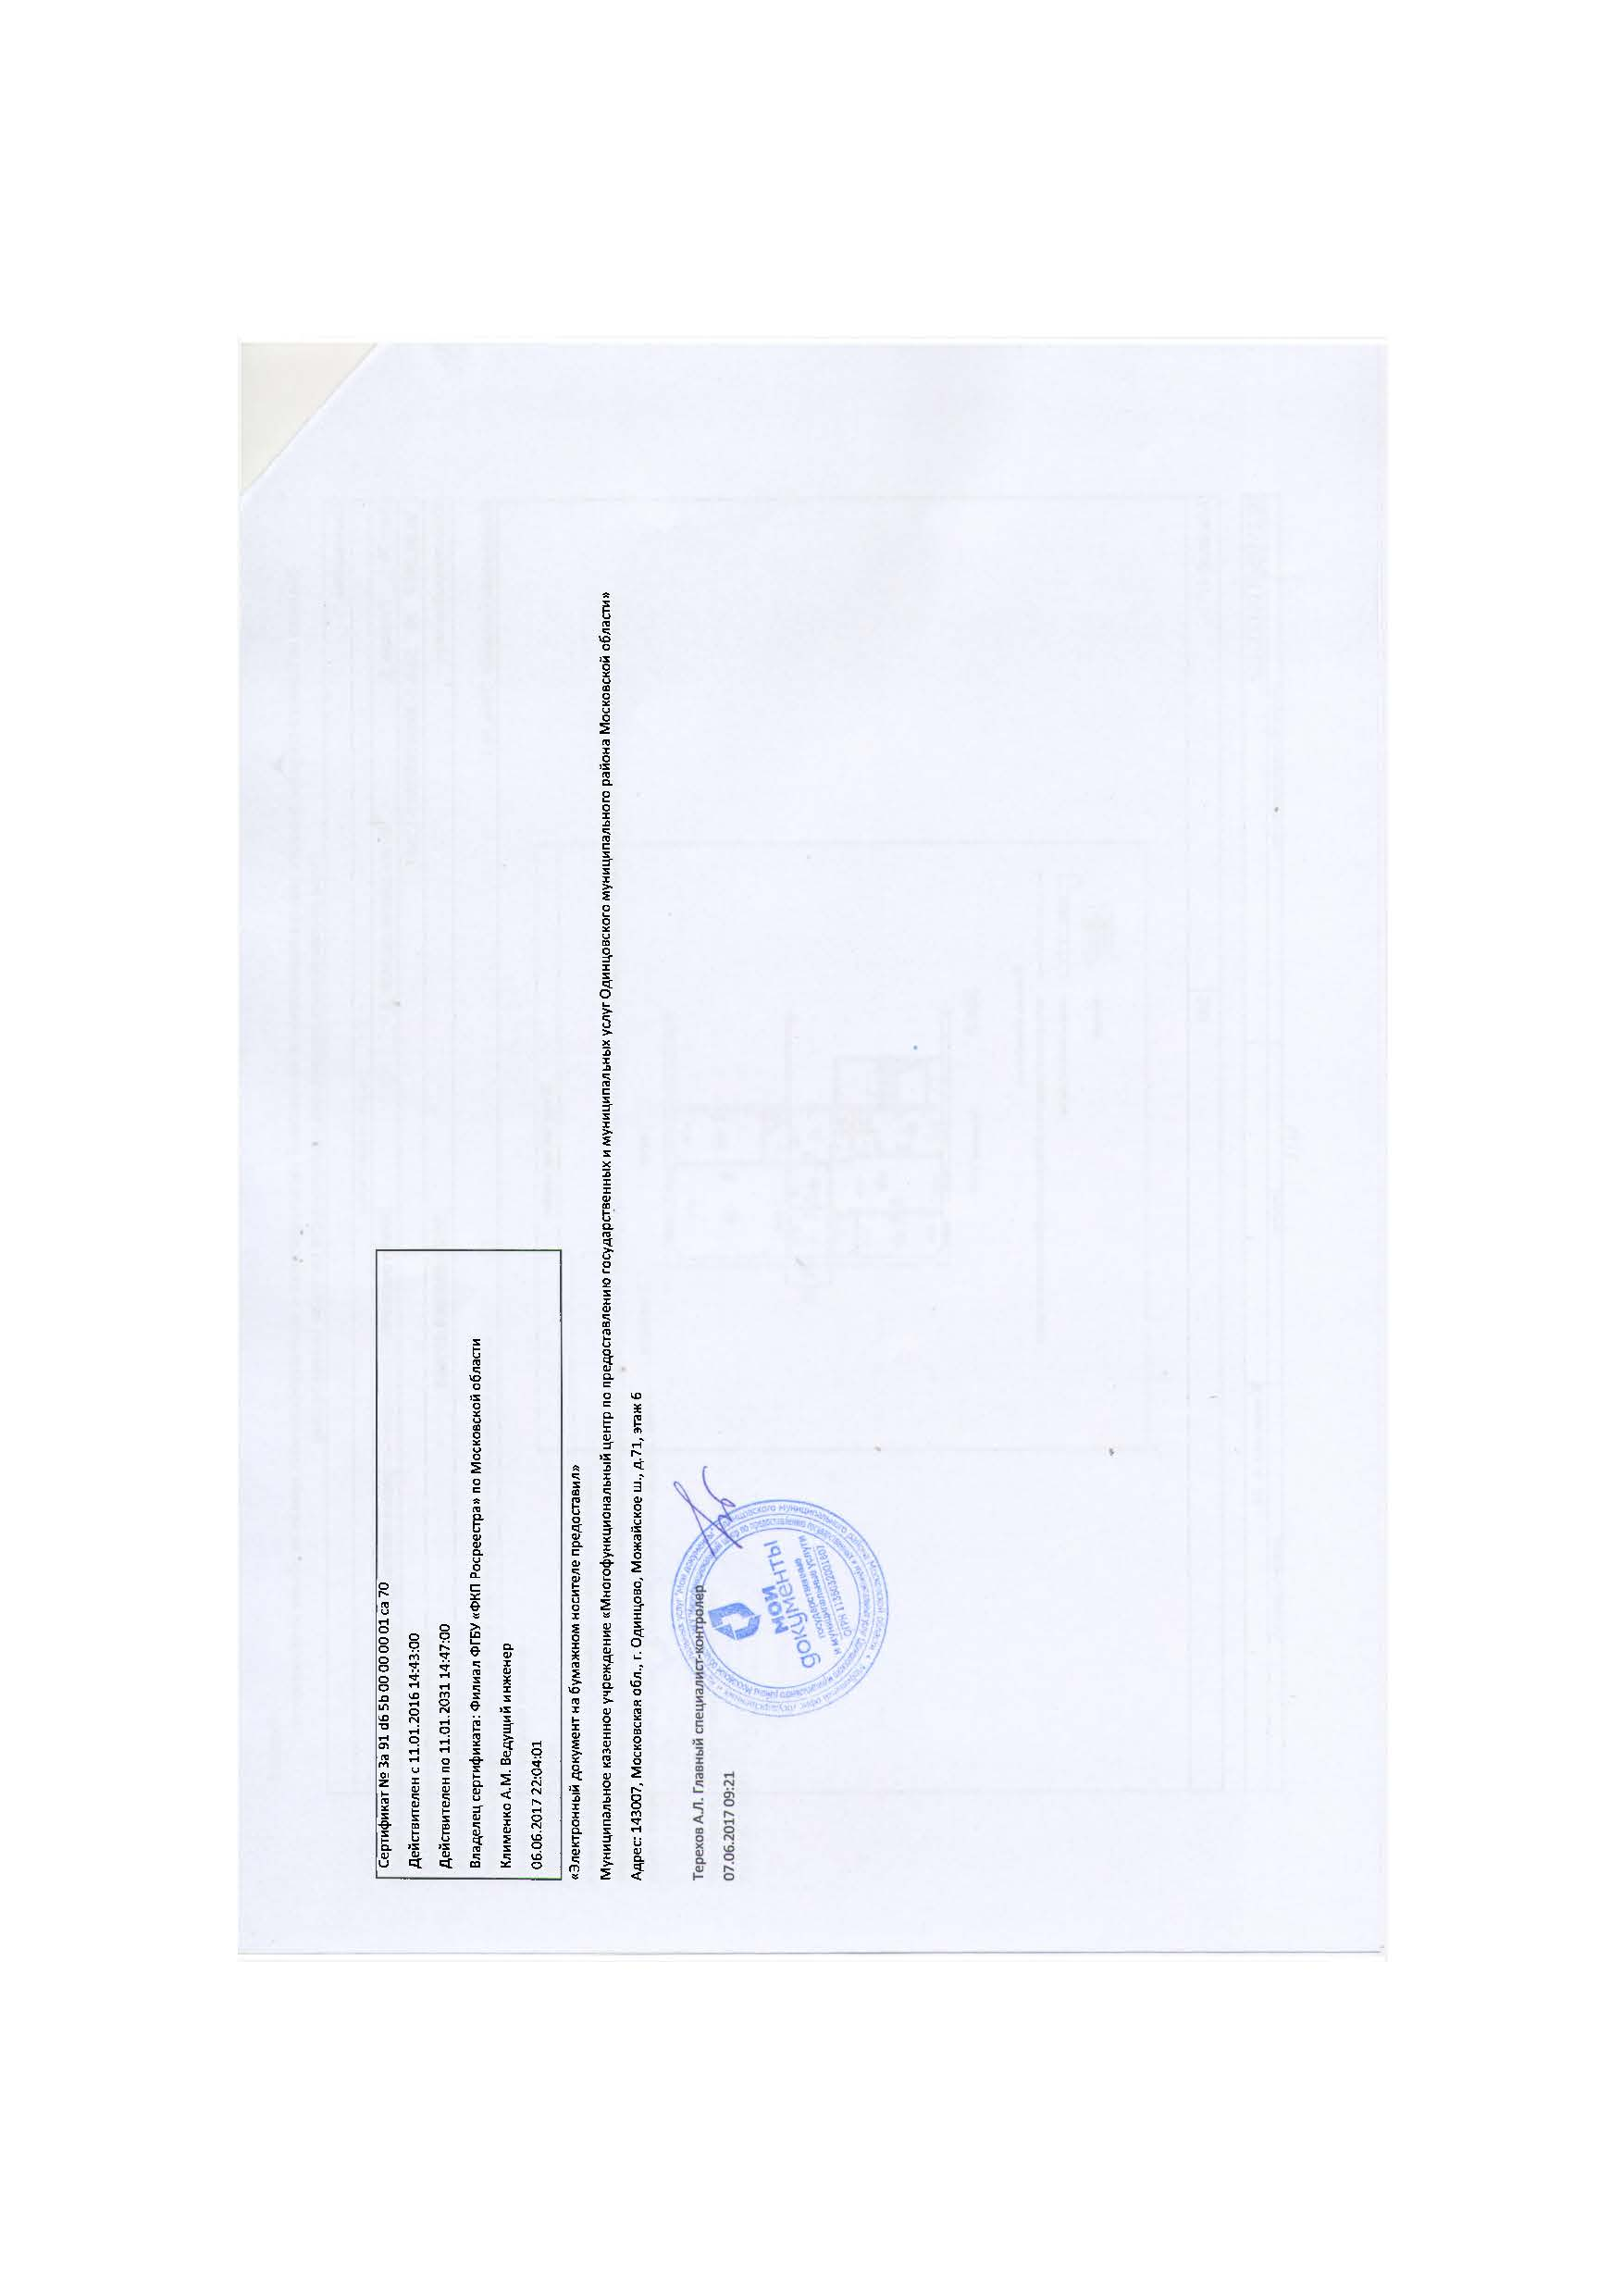 Сертификат № 3a 91 d6 5b 00 00 00 01 ca 70
Действителен с 11.01.2016 14:43:00
Действителен по 11.01.2031 14:47:00
Владелец сертификата: Филиал ФГБУ «ФКП Росреестра» по Московской области
Клименко А.М. Ведущий инженер
06.06.2017 22:04:01
«Электронный документ на бумажном носителе предоставил»
Муниципальное казенное учреждение «Многофункциональный центр по предоставлению государственных и муниципальных услуг Одинцовского муниципального района Московской области»
Адрес: 143007, Московская обл., г. Одинцово, Можайское ш., д.71, этаж 6
Терехов А.Л. Главный специалист-контролер
07.06.2017 09:21
мои
документы
государственные
и муниципальные услуги